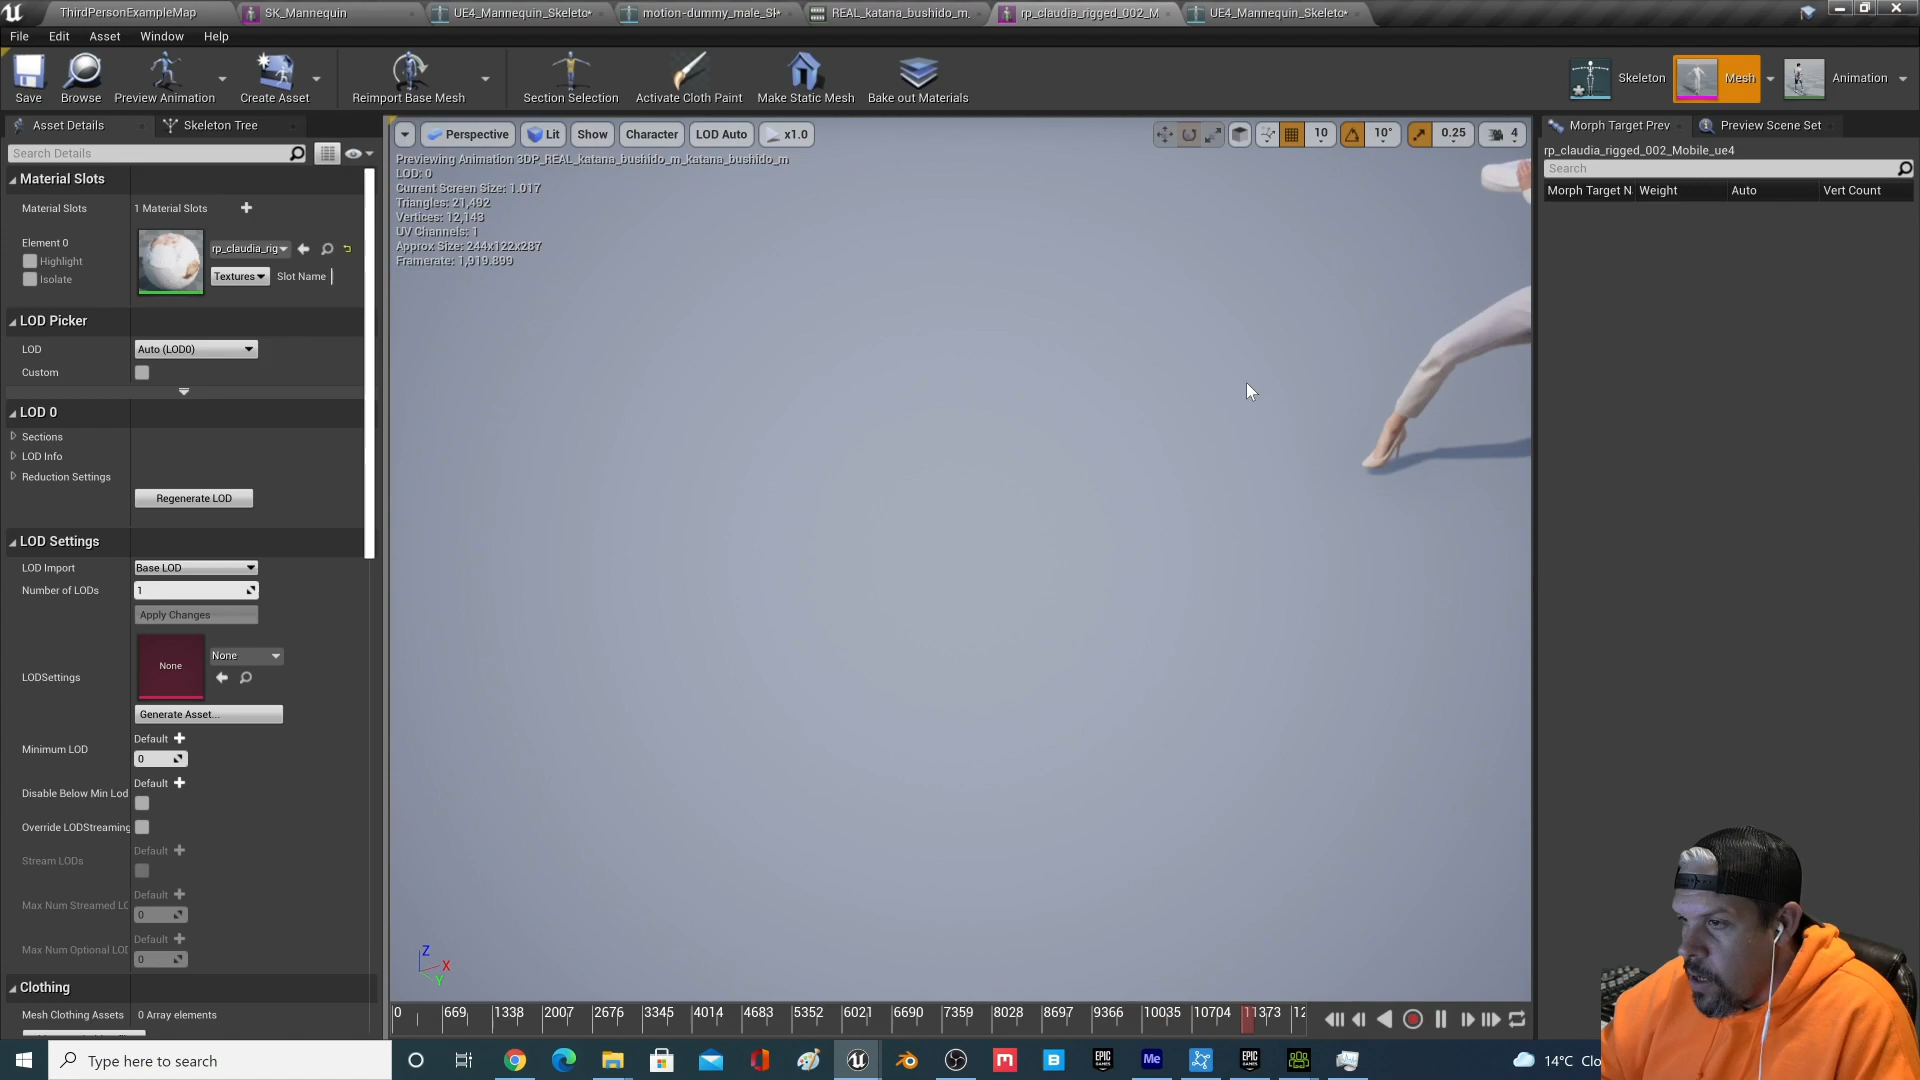 ThirdPersonExampleMap
SK_Mannequin
UE4_Mannequin_Skeleto*
motion-dummy_male_Sk*
REAL_katana_bushido_m.
rp_claudia_rigged_002_M
UE4_Mannequin_Skeleto*
File Edit Asset Window Help
Save
Browse
Preview Animation
Create Asset
Reimport Base Mesh
Section Selection
Activate Cloth Paint
Make Static Mesh
Bake out Materials
Skeleton
Mesh
Animation
Asset Details
Skeleton Tree
Search Details
Material Slots
Material Slots 1 Material Slots
Element 0
Highlight
Isolate
rp_claudia_rig
Textures Slot Name
LOD Picker
LOD Auto (LOD0)
Custom
LOD 0
Sections
LOD Info
Reduction Settings
Regenerate LOD
LOD Settings
LOD Import Base LOD
Number of LODs 1
Apply Changes
LODSettings
None
None
Generate Asset...
Minimum LOD
Default
0
Disable Below Min Lod
Default
Override LODStreaming
Stream LODs
Default
Max Num Streamed LO
Default
0
Max Num Optional LOD
Default
0
Clothing
Mesh Clothing Assets 0 Array elements
Perspective Lit Show Character LOD Auto x1.0
10 10° 0.25 4
Previewing Animation 3DP_REAL_katana_bushido_m_katana_bushido_m
LOD: 0
Current Screen Size: 1.017
Triangles: 21,492
Vertices: 12,143
UV Channels: 1
Approx Size: 244x122x287
Framerate: 1,919.899
Z
X
Y
0 669 1338 2007 2676 3345 4014 4683 5352 6021 6690 7359 8028 8697 9366 10035 10704 11373 12
Morph Target Prev
Preview Scene Set
rp_claudia_rigged_002_Mobile_ue4
Search
Morph Target N Weight Auto Vert Count
Type here to search
14°C Clo